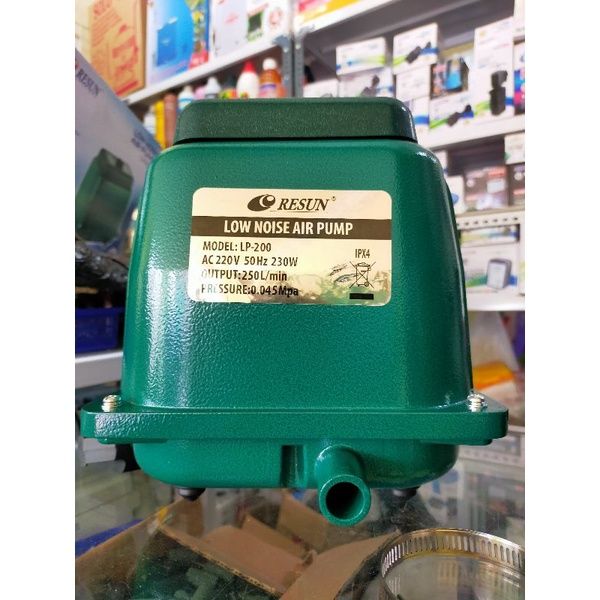 RESUN
RESUN®
LOW NOISE AIR PUMP
MODEL: LP-200
AC 220V 50Hz 230W
OUTPUT:250L/min
PRESSURE:0.045Mpa
IPX4